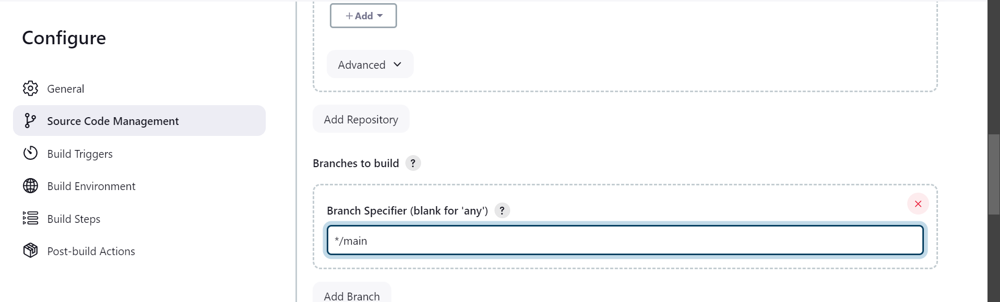 Configure
General
Source Code Management
Build Triggers
Build Environment
Build Steps
Post-build Actions
+ Add
Advanced
Add Repository
Branches to build ?
Branch Specifier (blank for 'any') ?
*/main
Add Branch